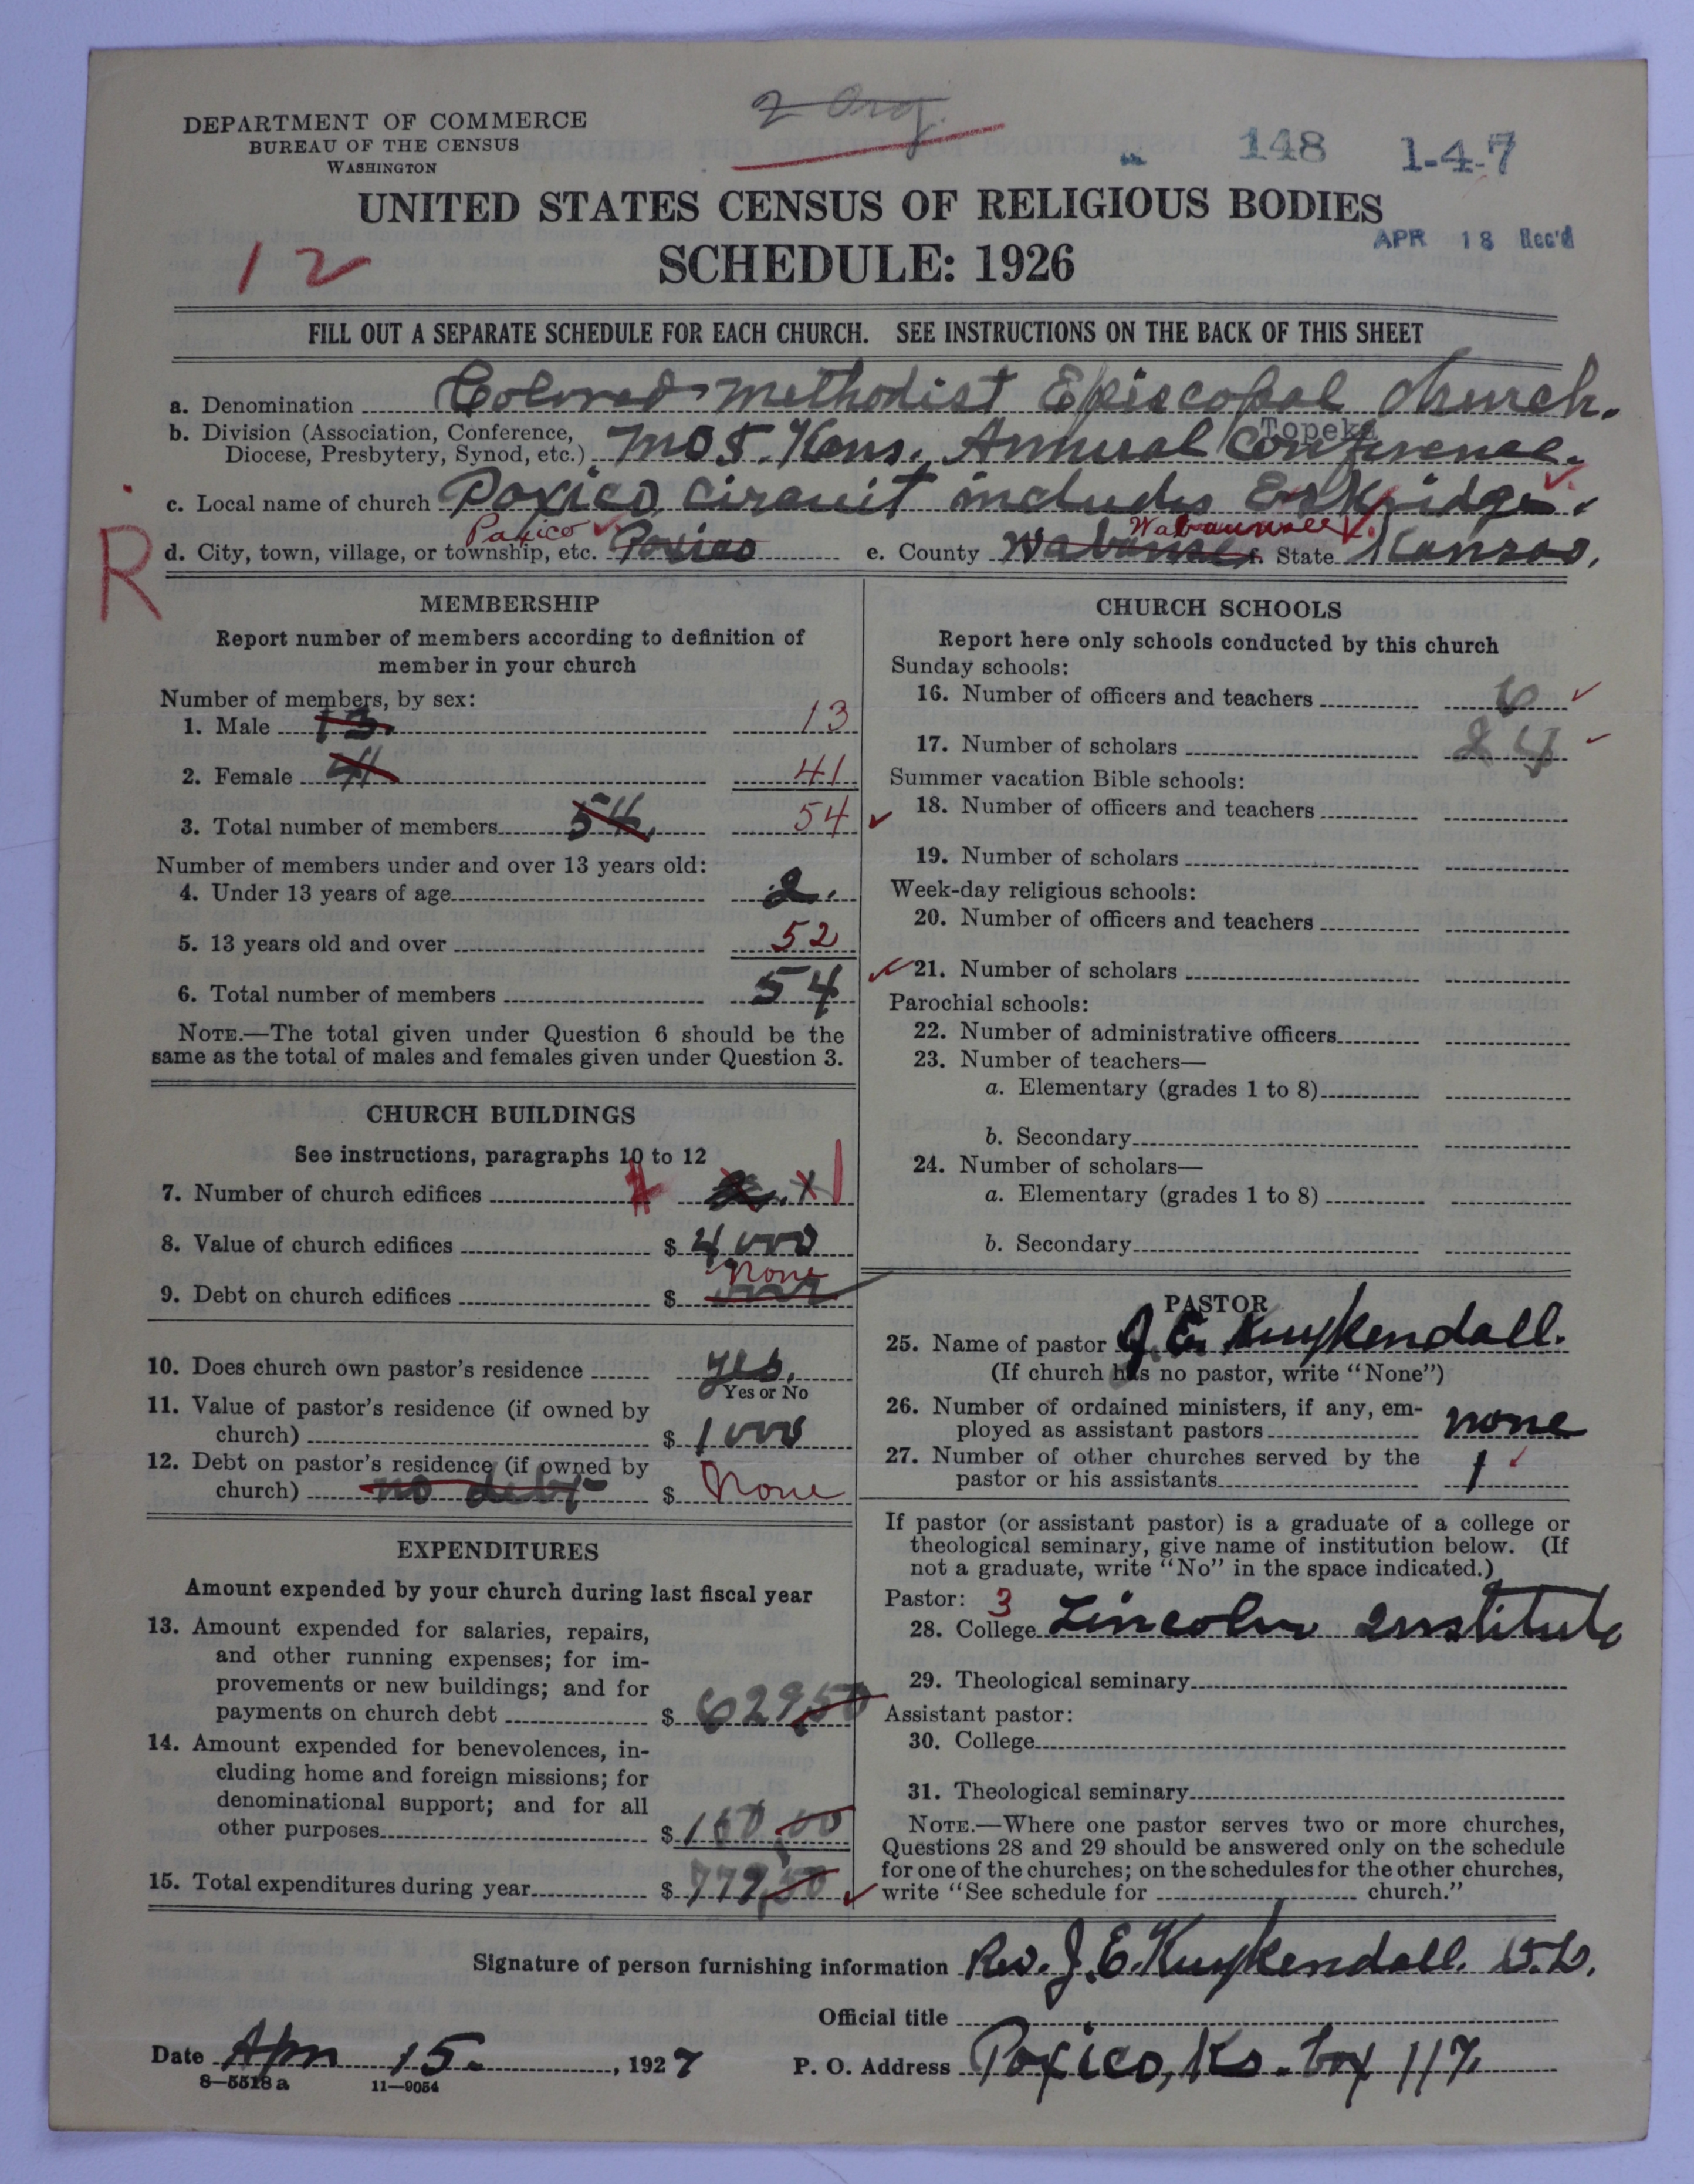 2 Org.
DEPARTMENT OF COMMERCE
BUREAU OF THE CENSUS
WASHINGTON
148 1-4-7
UNITED STATES CENSUS OF RELIGIOUS BODIES
APR 18 Rec'd
12
SCHEDULE: 1926
FILL OUT A SEPARATE SCHEDULE FOR EACH CHURCH. SEE INSTRUCTIONS ON THE BACK OF THIS SHEET
a. Denomination Colored Methodist Episcopal Church.
b. Division (Association, Conference, Diocese, Presbytery, Synod, etc.) Mo & Kans. Annual Conference. Topeka
c. Local name of church Poxico circuit includes Eskridge.
R
d. City, town, village, or township, etc. Poxico Paxico e. County Wabunse Wabaunsee f. State Kansas.
MEMBERSHIP
Report number of members according to definition of
member in your church
Number of members, by sex:
1. Male 13. 13
2. Female 41 41
3. Total number of members 54. 54
Number of members under and over 13 years old:
4. Under 13 years of age 2.
5. 13 years old and over 52
6. Total number of members 54
NOTE.—The total given under Question 6 should be the
same as the total of males and females given under Question 3.
CHURCH BUILDINGS
See instructions, paragraphs 10 to 12
7. Number of church edifices 2. x 1
8. Value of church edifices $ 4000
9. Debt on church edifices $ None
10. Does church own pastor's residence yes.
Yes or No
11. Value of pastor's residence (if owned by
church) $ 1000
12. Debt on pastor's residence (if owned by
church) no debt $ None
EXPENDITURES
Amount expended by your church during last fiscal year
13. Amount expended for salaries, repairs,
and other running expenses; for im-
provements or new buildings; and for
payments on church debt $ 629,50
14. Amount expended for benevolences, in-
cluding home and foreign missions; for
denominational support; and for all
other purposes $ 150,00
15. Total expenditures during year $ 779,50
CHURCH SCHOOLS
Report here only schools conducted by this church
Sunday schools:
16. Number of officers and teachers 6
17. Number of scholars 24
Summer vacation Bible schools:
18. Number of officers and teachers
19. Number of scholars
Week-day religious schools:
20. Number of officers and teachers
21. Number of scholars
Parochial schools:
22. Number of administrative officers
23. Number of teachers—
a. Elementary (grades 1 to 8)
b. Secondary
24. Number of scholars—
a. Elementary (grades 1 to 8)
b. Secondary
PASTOR
25. Name of pastor J. E. Kuykendall.
(If church has no pastor, write "None")
26. Number of ordained ministers, if any, em-
ployed as assistant pastors none
27. Number of other churches served by the
pastor or his assistants 1
If pastor (or assistant pastor) is a graduate of a college or
theological seminary, give name of institution below. (If
not a graduate, write "No" in the space indicated.)
Pastor: 3
28. College Lincoln Institute
29. Theological seminary
Assistant pastor:
30. College
31. Theological seminary
NOTE.—Where one pastor serves two or more churches,
Questions 28 and 29 should be answered only on the schedule
for one of the churches; on the schedules for the other churches,
write "See schedule for church."
Signature of person furnishing information Rev. J. E. Kuykendall. D.D.
Official title
Date Apr 15. , 1927 P. O. Address Poxico, Ks. Box 117.
8—5518 a 11—9054